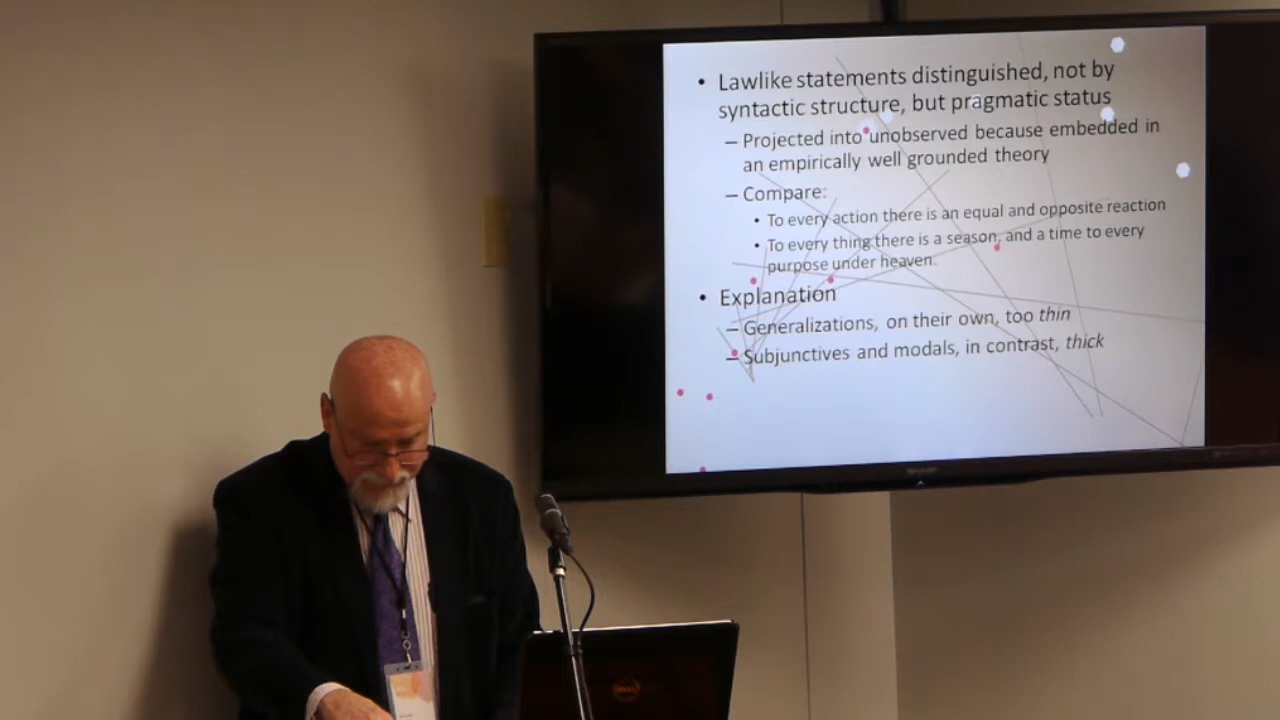 • Lawlike statements distinguished, not by
syntactic structure, but pragmatic status
– Projected into unobserved because embedded in
an empirically well grounded theory
– Compare:
• To every action there is an equal and opposite reaction
• To every thing there is a season, and a time to every
purpose under heaven.
• Explanation
– Generalizations, on their own, too thin
– Subjunctives and modals, in contrast, thick
SHARP
DELL